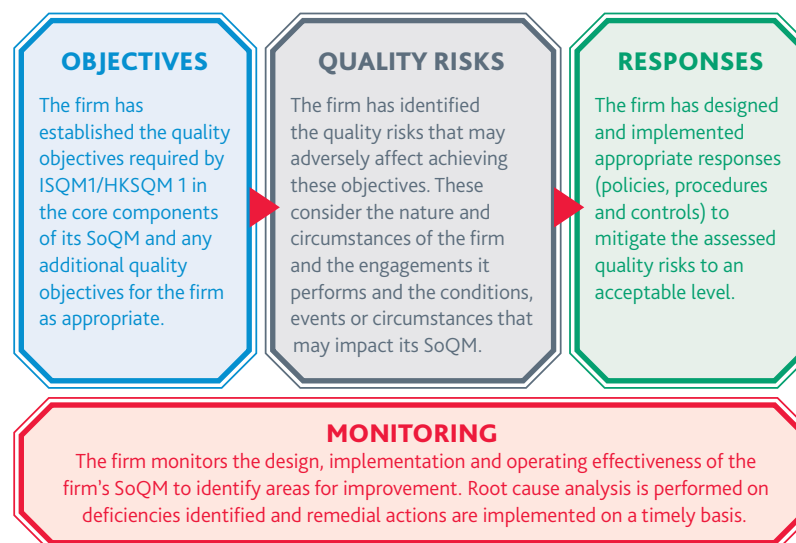 OBJECTIVES
The firm has
established the quality
objectives required by
ISQM1/HKSQM 1 in
the core components
of its SoQM and any
additional quality
objectives for the firm
as appropriate.
QUALITY RISKS
The firm has identified
the quality risks that may
adversely affect achieving
these objectives. These
consider the nature and
circumstances of the firm
and the engagements it
performs and the conditions,
events or circumstances that
may impact its SoQM.
RESPONSES
The firm has designed
and implemented
appropriate responses
(policies, procedures
and controls) to
mitigate the assessed
quality risks to an
acceptable level.
MONITORING
The firm monitors the design, implementation and operating effectiveness of the
firm's SoQM to identify areas for improvement. Root cause analysis is performed on
deficiencies identified and remedial actions are implemented on a timely basis.